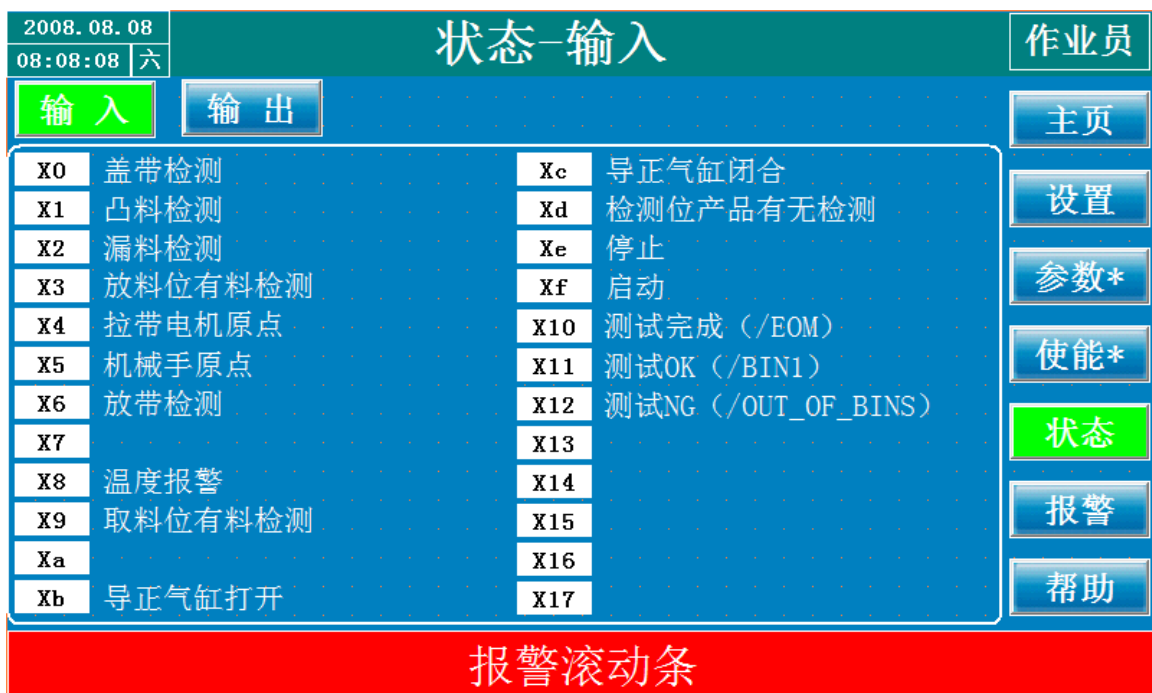 2008.08.08
08:08:08 六
状态-输入
作业员
输 入
输 出
X0 盖带检测
X1 凸料检测
X2 漏料检测
X3 放料位有料检测
X4 拉带电机原点
X5 机械手原点
X6 放带检测
X7
X8 温度报警
X9 取料位有料检测
Xa
Xb 导正气缸打开
Xc 导正气缸闭合
Xd 检测位产品有无检测
Xe 停止
Xf 启动
X10 测试完成（/EOM）
X11 测试OK（/BIN1）
X12 测试NG（/OUT_OF_BINS）
X13
X14
X15
X16
X17
主页
设置
参数*
使能*
状态
报警
帮助
报警滚动条